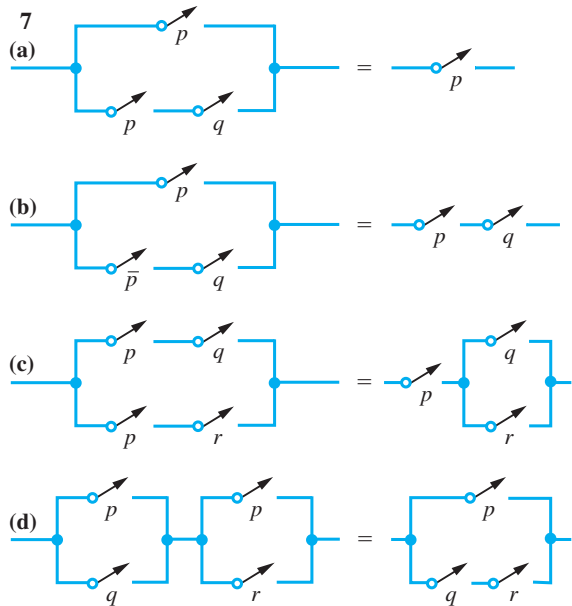 7
(a) p = p
p q
(b) p = p q
p̄ q
(c) p q = p q
p r r
(d) p p = p
q r q r